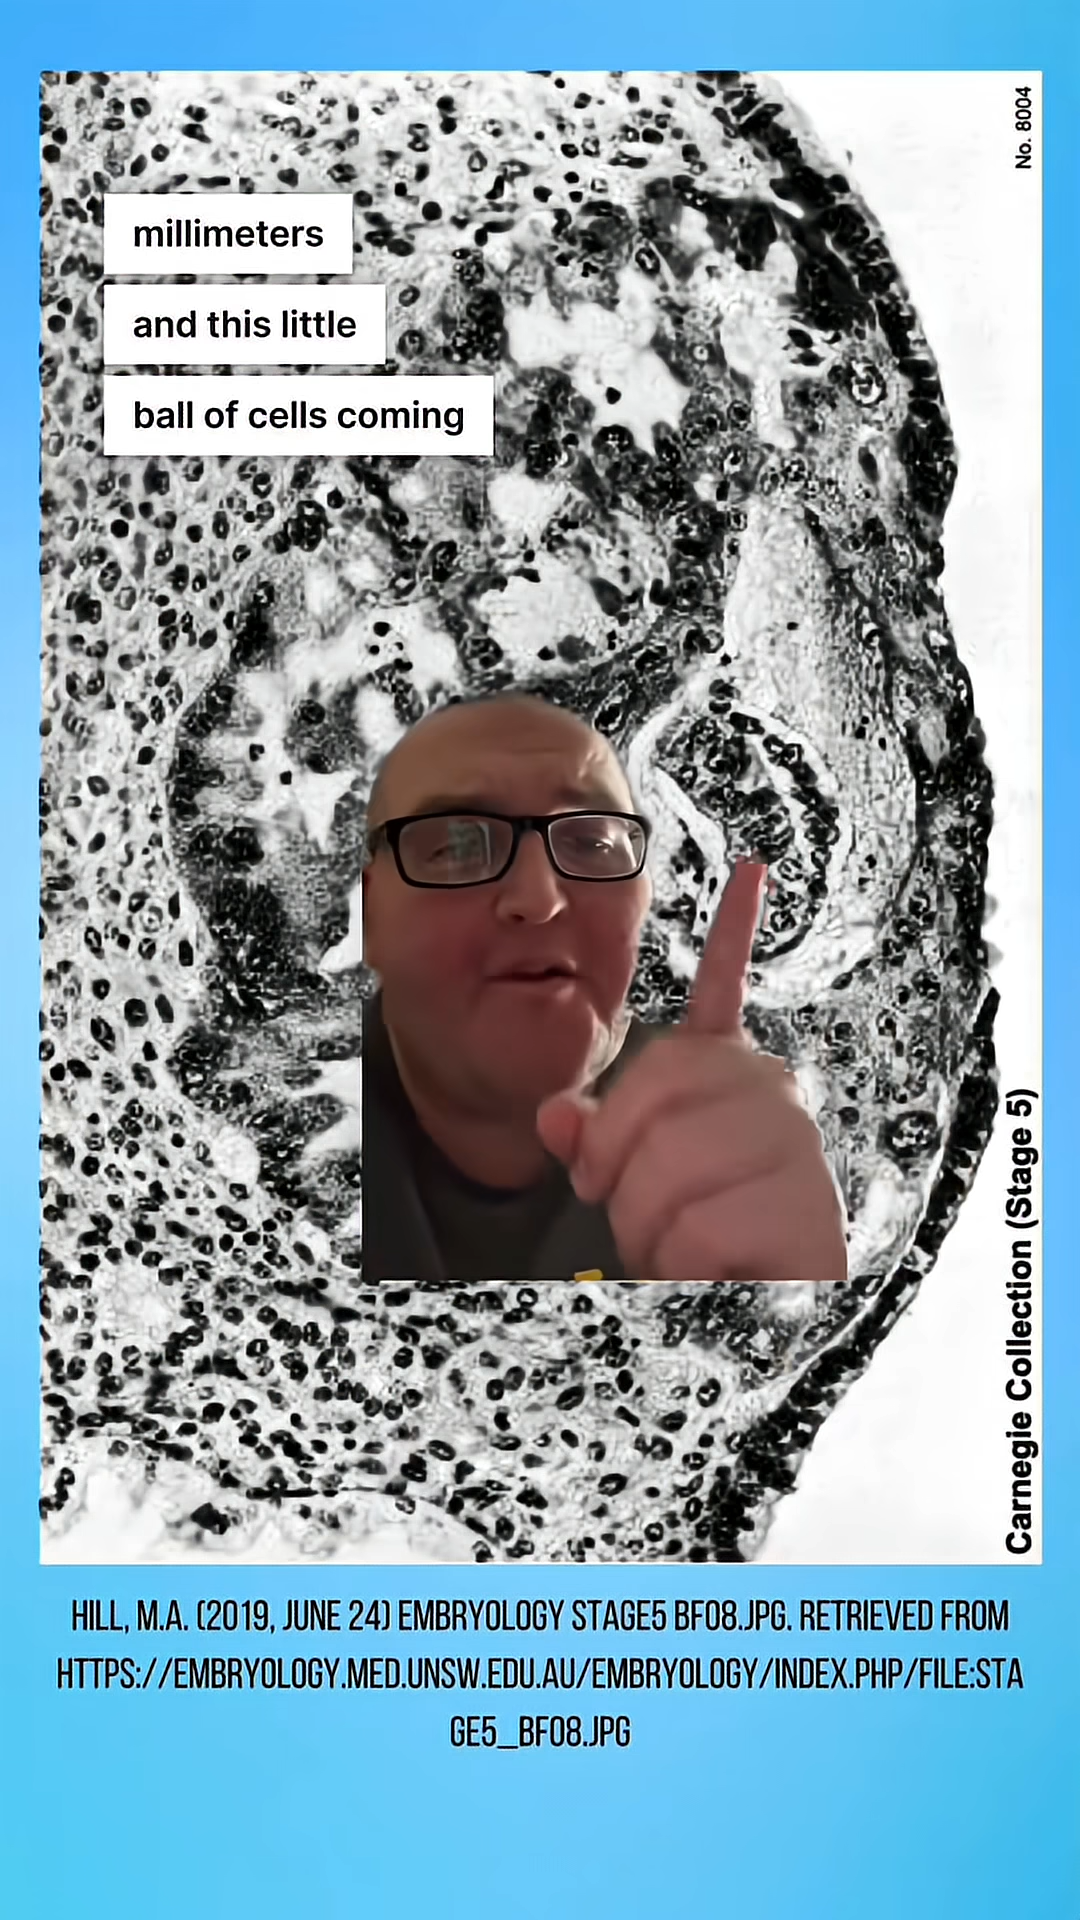 No. 8004
millimeters
and this little
ball of cells coming
Carnegie Collection (Stage 5)
HILL, M.A. (2019, JUNE 24) EMBRYOLOGY STAGE5 BF08.JPG. RETRIEVED FROM
HTTPS://EMBRYOLOGY.MED.UNSW.EDU.AU/EMBRYOLOGY/INDEX.PHP/FILE:STA
GE5_BF08.JPG